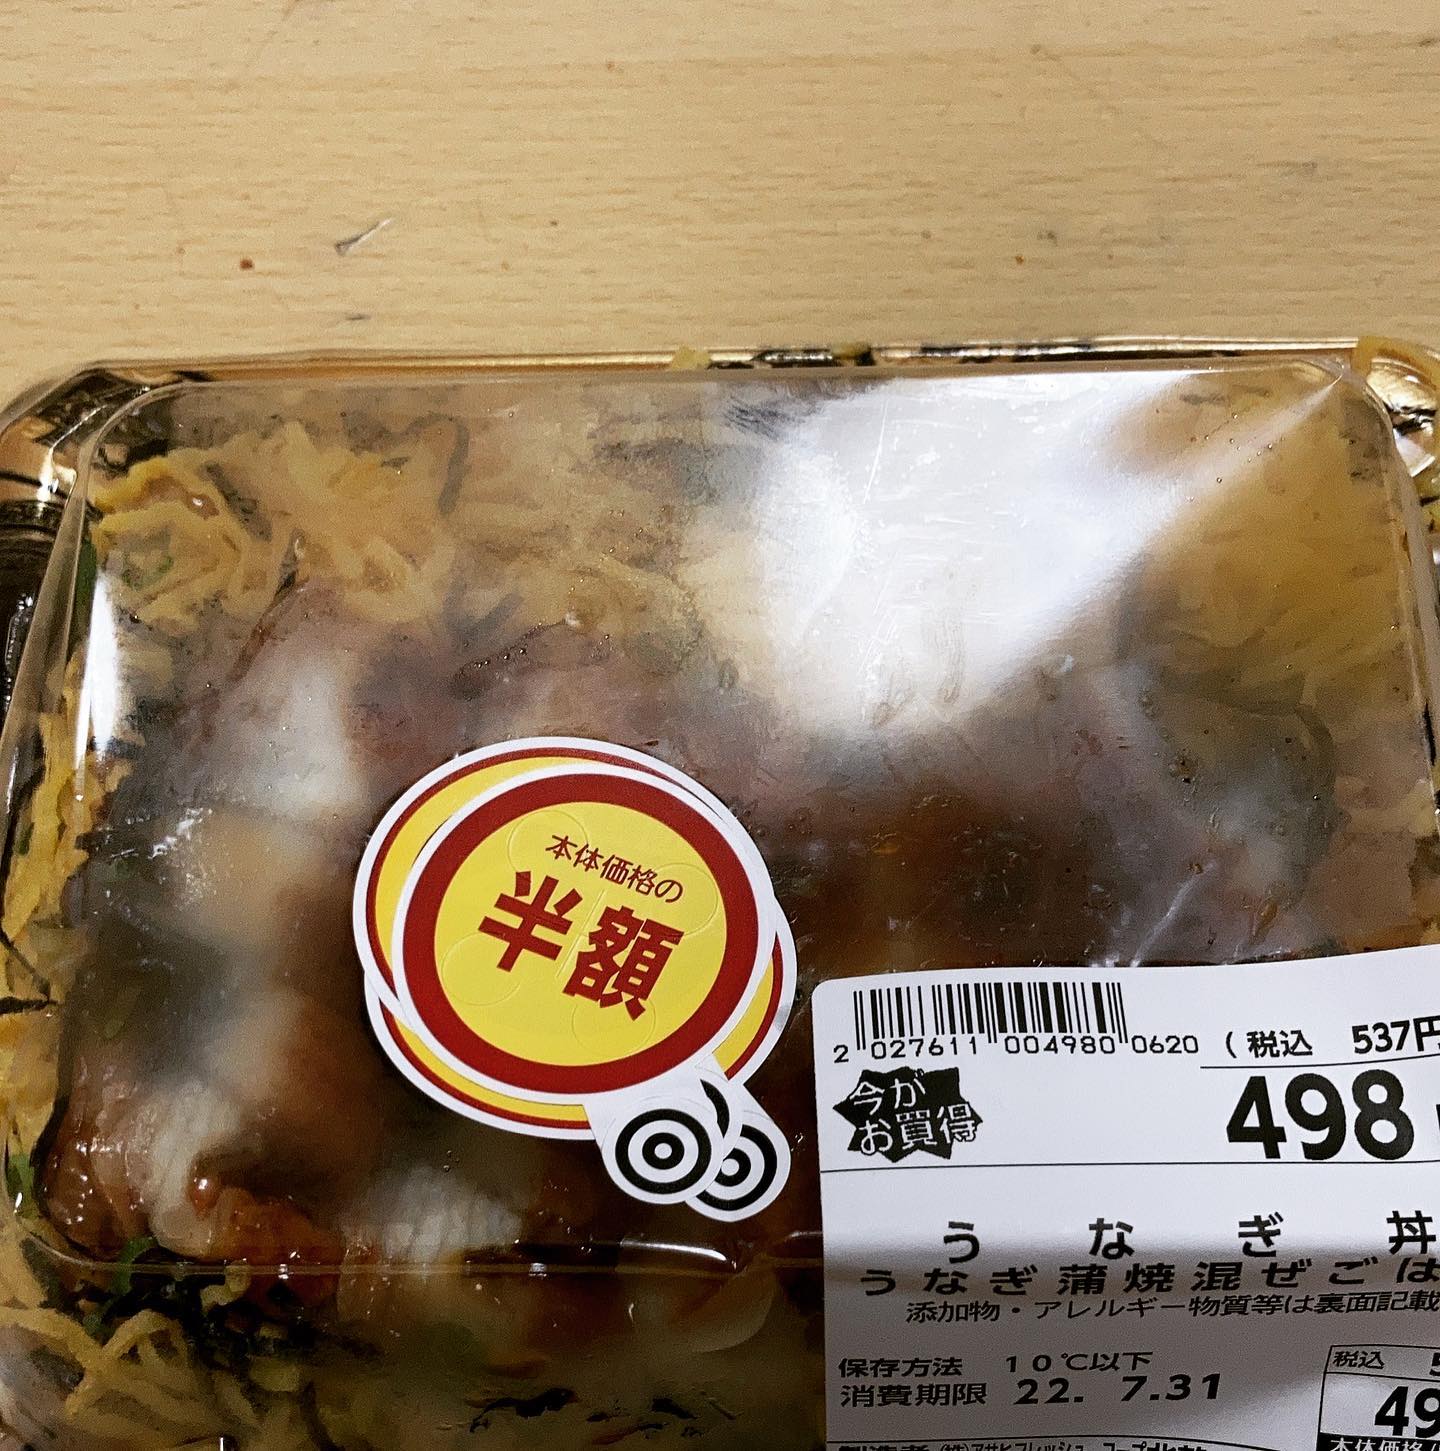 本体価格の
半額
2 027611 004980 0620
(税込 537円
今が
お買得
498
うなぎ丼
うなぎ蒲焼混ぜごは
添加物・アレルギー物質等は裏面記載
保存方法 10℃以下
消費期限 22. 7.31
税込 5
49